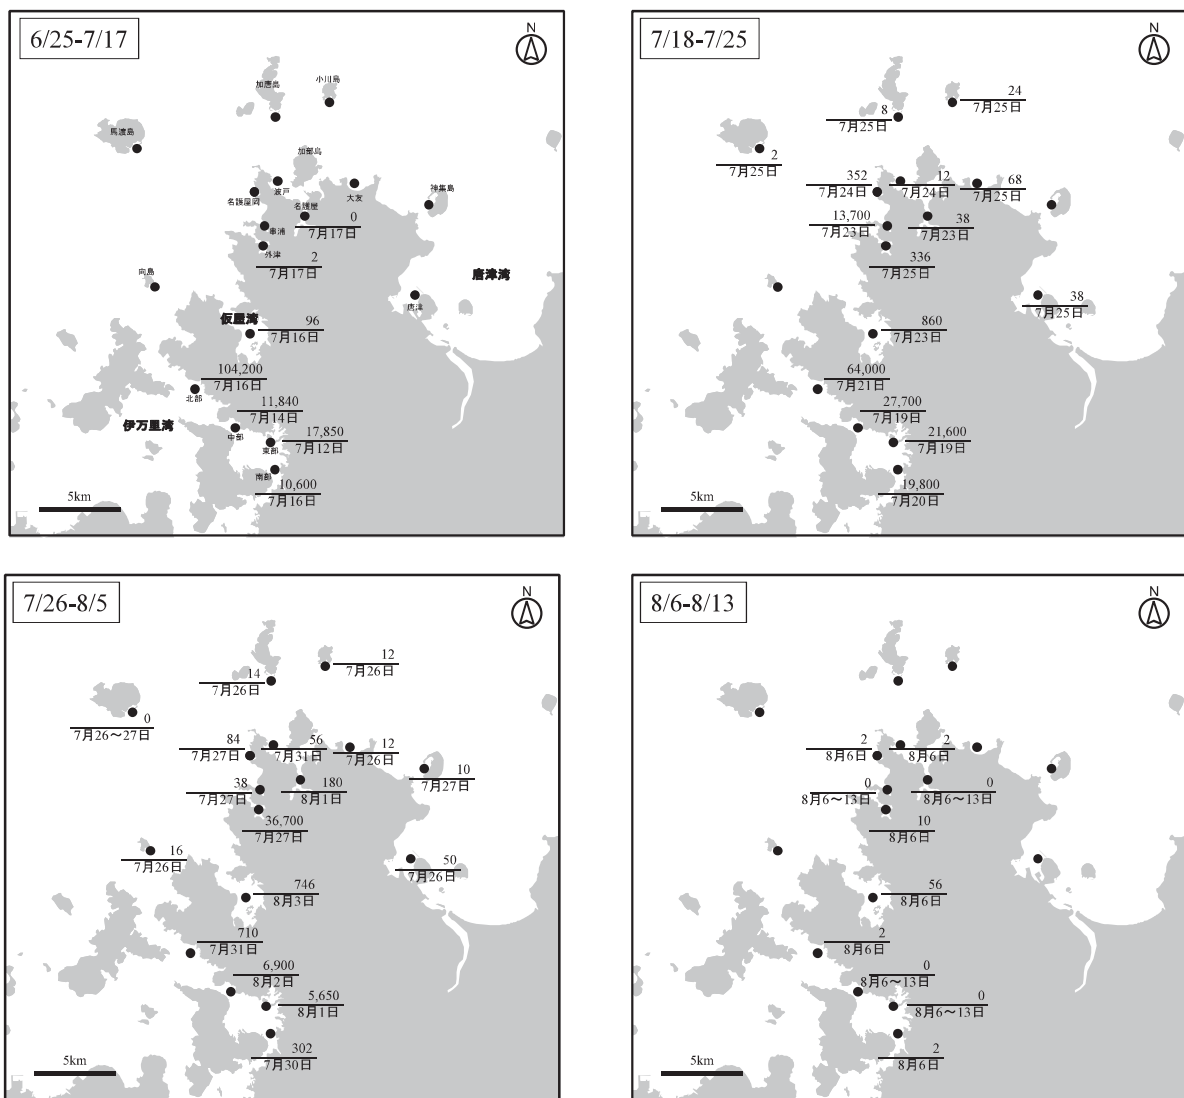 6/25-7/17
N
小川島
加唐島
馬渡島
加部島
波戸
大友
神集島
名護屋岡
名護屋
0
7月17日
串浦
外津
2
7月17日
向島
唐津湾
唐津
仮屋湾
96
7月16日
104,200
7月16日
北部
11,840
7月14日
伊万里湾
中部
17,850
7月12日
東部
南部
10,600
7月16日
5km
7/18-7/25
N
24
7月25日
8
7月25日
2
7月25日
352
7月24日
12
7月24日
68
7月25日
13,700
7月23日
38
7月23日
336
7月25日
38
7月25日
860
7月23日
64,000
7月21日
27,700
7月19日
21,600
7月19日
19,800
7月20日
5km
7/26-8/5
N
12
7月26日
14
7月26日
0
7月26〜27日
84
7月27日
56
7月31日
12
7月26日
10
7月27日
38
7月27日
180
8月1日
36,700
7月27日
16
7月26日
50
7月26日
746
8月3日
710
7月31日
6,900
8月2日
5,650
8月1日
302
7月30日
5km
8/6-8/13
N
2
8月6日
2
8月6日
0
8月6〜13日
0
8月6〜13日
10
8月6日
56
8月6日
2
8月6日
0
8月6〜13日
0
8月6〜13日
2
8月6日
5km